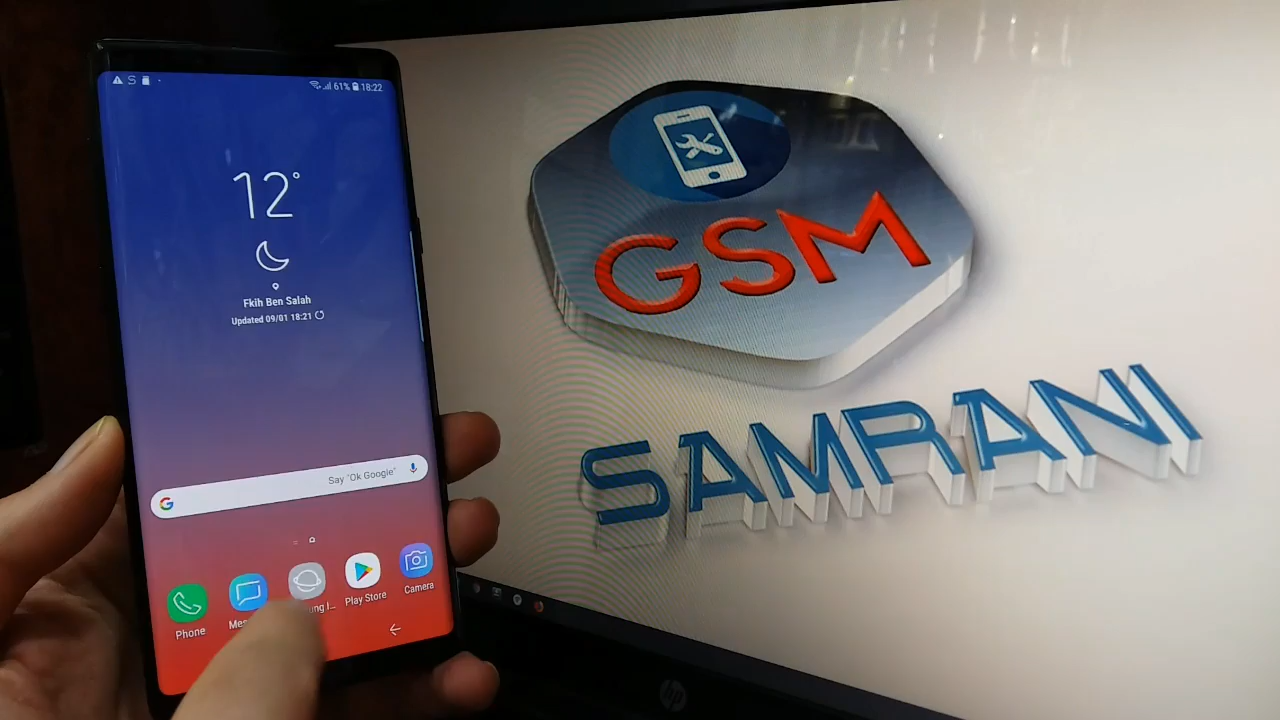 61% 18:22
12°
Fkih Ben Salah
Updated 09/01 18:21
Say "Ok Google"
Phone
Play Store
Camera
GSM
SAMRANI
hp